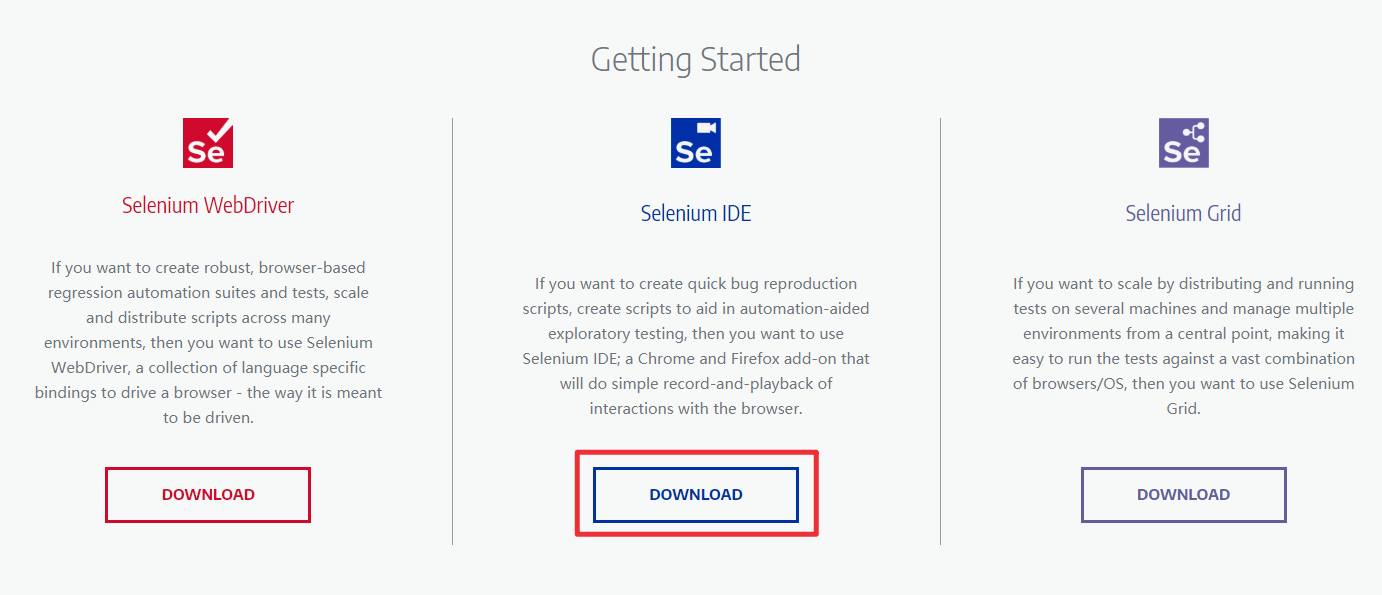 Getting Started
Se
Selenium WebDriver
If you want to create robust, browser-based
regression automation suites and tests, scale
and distribute scripts across many
environments, then you want to use Selenium
WebDriver, a collection of language specific
bindings to drive a browser - the way it is meant
to be driven.
DOWNLOAD
Se
Selenium IDE
If you want to create quick bug reproduction
scripts, create scripts to aid in automation-aided
exploratory testing, then you want to use
Selenium IDE; a Chrome and Firefox add-on that
will do simple record-and-playback of
interactions with the browser.
DOWNLOAD
Se
Selenium Grid
If you want to scale by distributing and running
tests on several machines and manage multiple
environments from a central point, making it
easy to run the tests against a vast combination
of browsers/OS, then you want to use Selenium
Grid.
DOWNLOAD